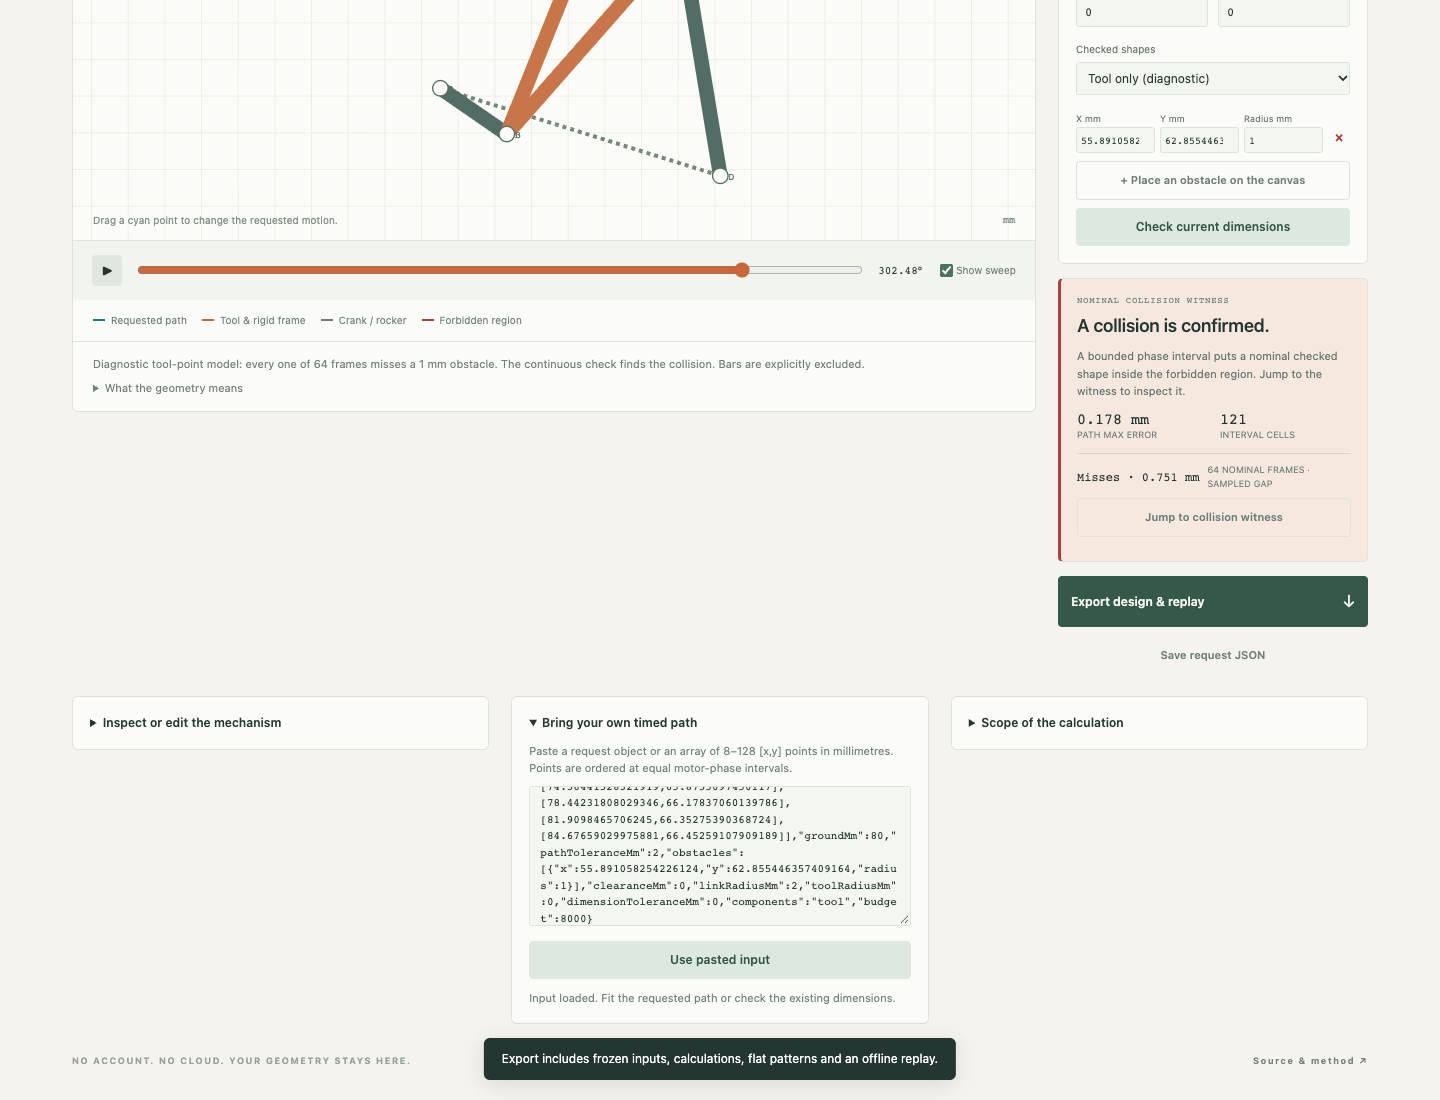 0
0
Checked shapes
Tool only (diagnostic)
X mm
Y mm
Radius mm
55.8910582
62.8554463
1
×
+ Place an obstacle on the canvas
Check current dimensions
B
D
Drag a cyan point to change the requested motion.
mm
302.48°
Show sweep
Requested path
Tool & rigid frame
Crank / rocker
Forbidden region
Diagnostic tool-point model: every one of 64 frames misses a 1 mm obstacle. The continuous check finds the collision. Bars are explicitly excluded.
What the geometry means
NOMINAL COLLISION WITNESS
A collision is confirmed.
A bounded phase interval puts a nominal checked
shape inside the forbidden region. Jump to the
witness to inspect it.
0.178 mm
PATH MAX ERROR
121
INTERVAL CELLS
Misses · 0.751 mm
64 NOMINAL FRAMES ·
SAMPLED GAP
Jump to collision witness
Export design & replay
Save request JSON
Inspect or edit the mechanism
Bring your own timed path
Paste a request object or an array of 8–128 [x,y] points in millimetres.
Points are ordered at equal motor-phase intervals.
[78.44231808029346,66.17837060139786],
[81.9098465706245,66.35275390368724],
[84.67659029975881,66.45259107909189]],"groundMm":80,"
pathToleranceMm":2,"obstacles":
[{"x":55.891058254226124,"y":62.855446357409164,"radiu
s":1}],"clearanceMm":0,"linkRadiusMm":2,"toolRadiusMm"
:0,"dimensionToleranceMm":0,"components":"tool","budge
t":8000}
Use pasted input
Input loaded. Fit the requested path or check the existing dimensions.
Scope of the calculation
NO ACCOUNT. NO CLOUD. YOUR GEOMETRY STAYS HERE.
Export includes frozen inputs, calculations, flat patterns and an offline replay.
Source & method ↗